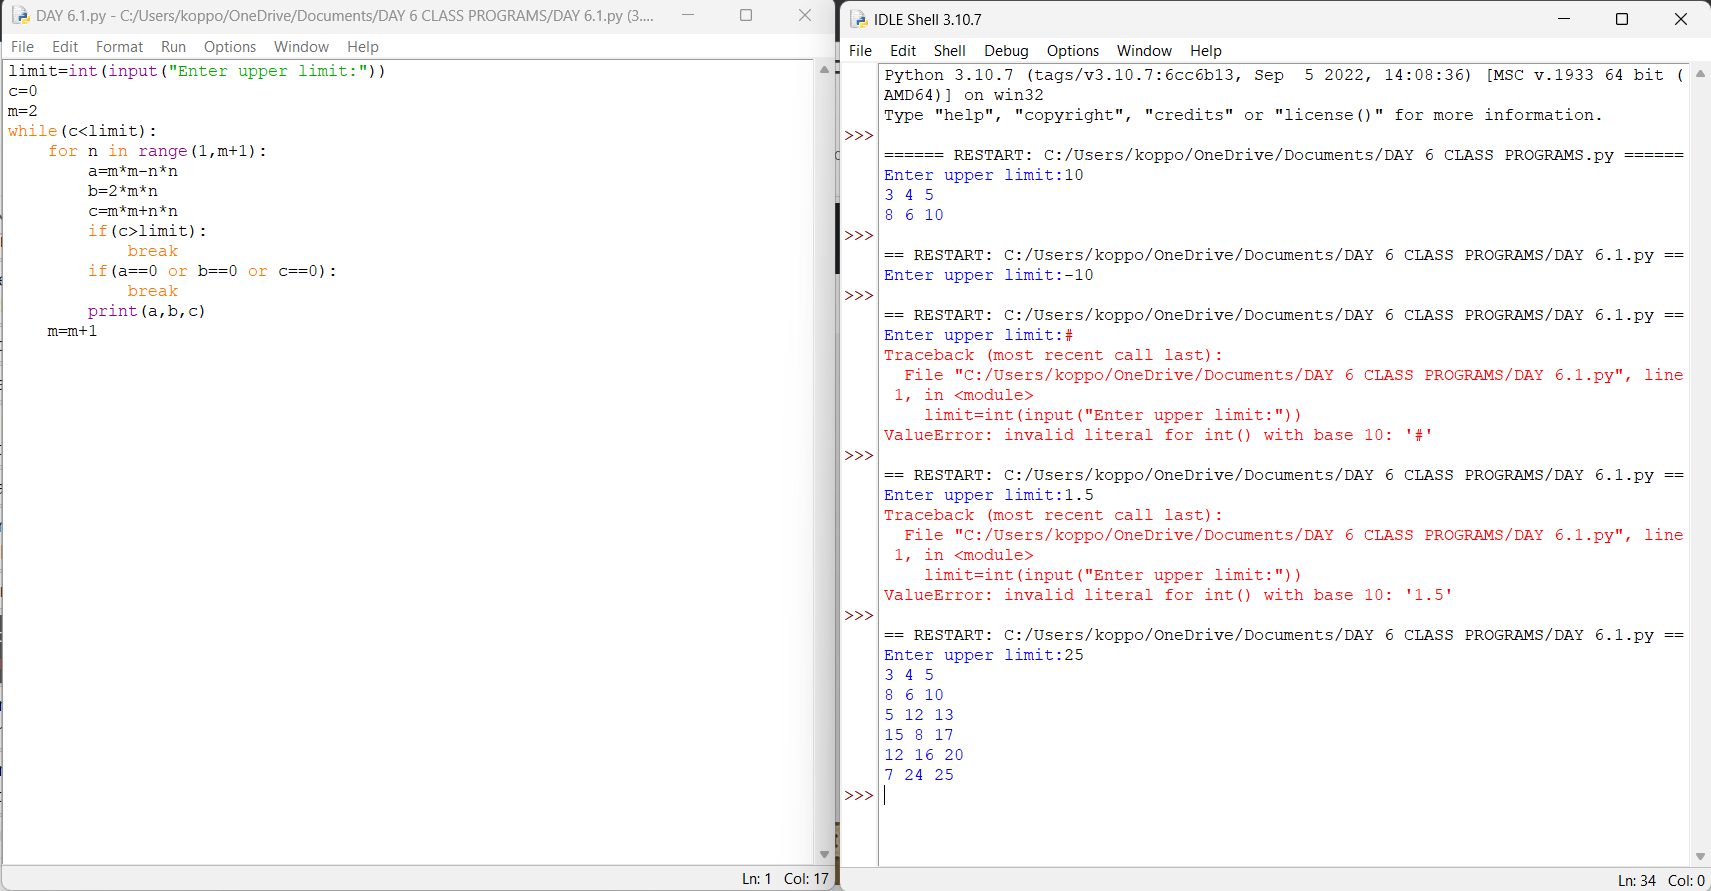 DAY 6.1.py - C:/Users/koppo/OneDrive/Documents/DAY 6 CLASS PROGRAMS/DAY 6.1.py (3....
File Edit Format Run Options Window Help
limit=int(input("Enter upper limit:"))
c=0
m=2
while(c<limit):
    for n in range(1,m+1):
        a=m*m-n*n
        b=2*m*n
        c=m*m+n*n
        if(c>limit):
            break
        if(a==0 or b==0 or c==0):
            break
        print(a,b,c)
    m=m+1
Ln: 1 Col: 17
IDLE Shell 3.10.7
File Edit Shell Debug Options Window Help
Python 3.10.7 (tags/v3.10.7:6cc6b13, Sep  5 2022, 14:08:36) [MSC v.1933 64 bit (
AMD64)] on win32
Type "help", "copyright", "credits" or "license()" for more information.
>>>
====== RESTART: C:/Users/koppo/OneDrive/Documents/DAY 6 CLASS PROGRAMS.py ======
Enter upper limit:10
3 4 5
8 6 10
>>>
== RESTART: C:/Users/koppo/OneDrive/Documents/DAY 6 CLASS PROGRAMS/DAY 6.1.py ==
Enter upper limit:-10
>>>
== RESTART: C:/Users/koppo/OneDrive/Documents/DAY 6 CLASS PROGRAMS/DAY 6.1.py ==
Enter upper limit:#
Traceback (most recent call last):
  File "C:/Users/koppo/OneDrive/Documents/DAY 6 CLASS PROGRAMS/DAY 6.1.py", line
 1, in <module>
    limit=int(input("Enter upper limit:"))
ValueError: invalid literal for int() with base 10: '#'
>>>
== RESTART: C:/Users/koppo/OneDrive/Documents/DAY 6 CLASS PROGRAMS/DAY 6.1.py ==
Enter upper limit:1.5
Traceback (most recent call last):
  File "C:/Users/koppo/OneDrive/Documents/DAY 6 CLASS PROGRAMS/DAY 6.1.py", line
 1, in <module>
    limit=int(input("Enter upper limit:"))
ValueError: invalid literal for int() with base 10: '1.5'
>>>
== RESTART: C:/Users/koppo/OneDrive/Documents/DAY 6 CLASS PROGRAMS/DAY 6.1.py ==
Enter upper limit:25
3 4 5
8 6 10
5 12 13
15 8 17
12 16 20
7 24 25
>>>
Ln: 34 Col: 0